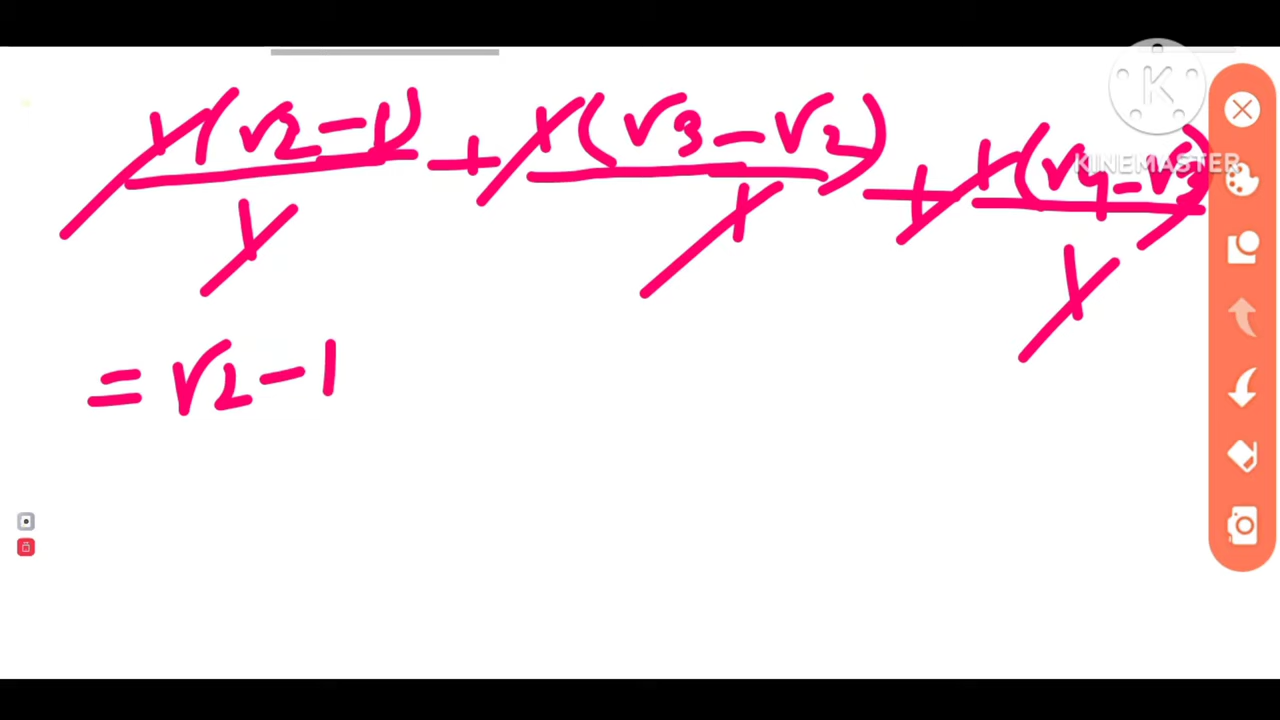 1(√2-1)/1 + 1(√3-√2)/1 + 1(√4-√3)/1
= √2-1
KINEMASTER